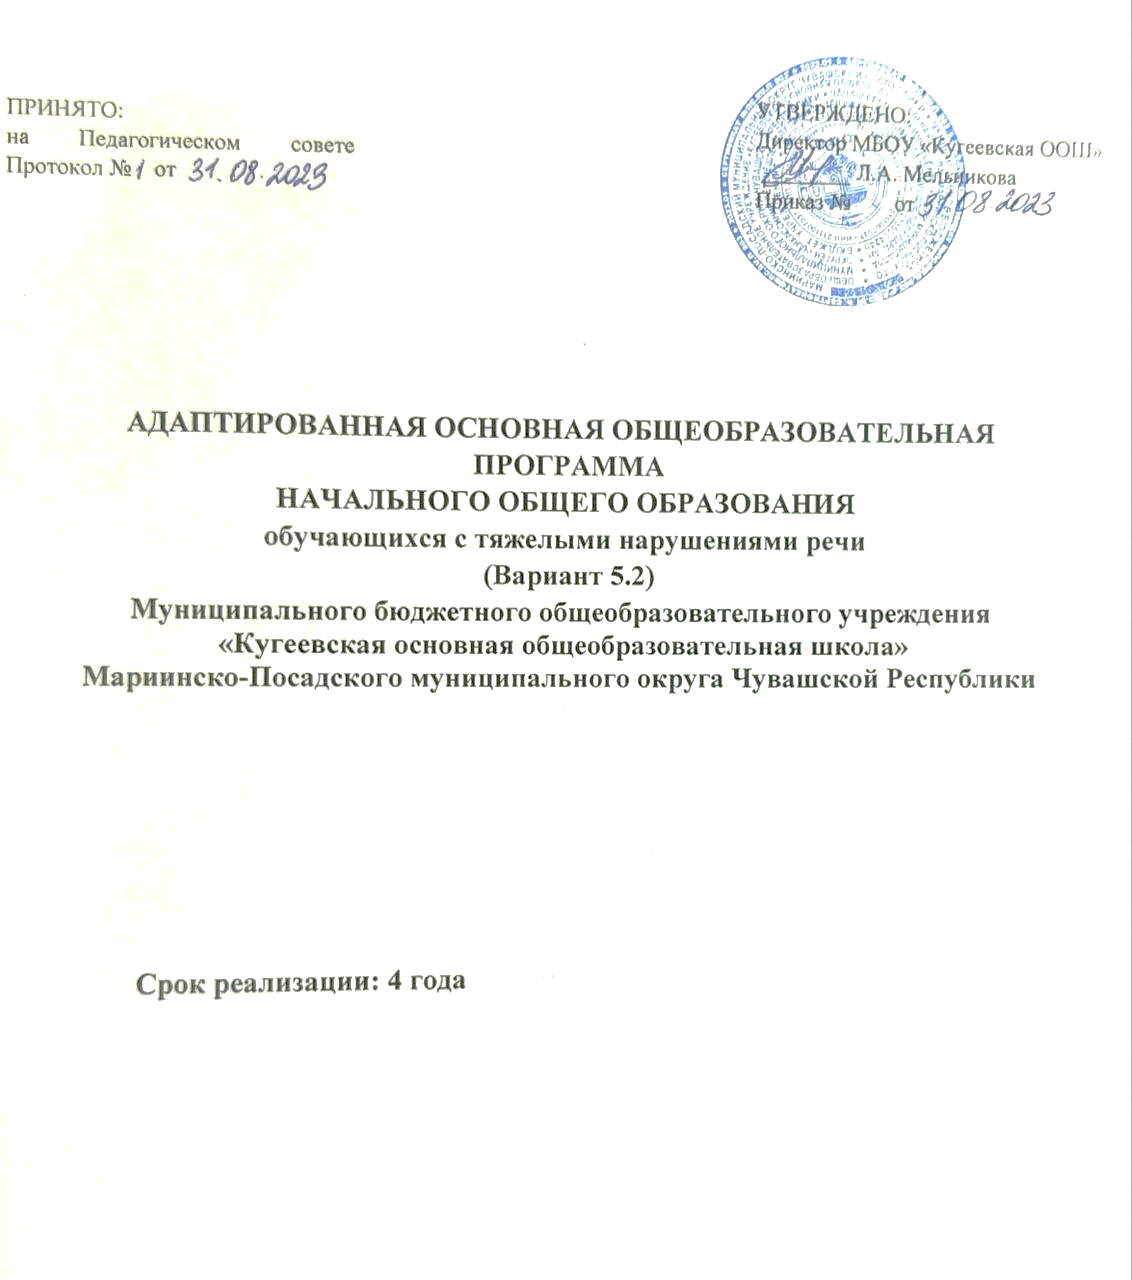 ПРИНЯТО:
на Педагогическом совете
Протокол №1 от 31.08.2023
УТВЕРЖДЕНО:
Директор МБОУ «Кугеевская ООШ»
Л.А. Мельникова
Приказ № от 31.08 2023
АДАПТИРОВАННАЯ ОСНОВНАЯ ОБЩЕОБРАЗОВАТЕЛЬНАЯ
ПРОГРАММА
НАЧАЛЬНОГО ОБЩЕГО ОБРАЗОВАНИЯ
обучающихся с тяжелыми нарушениями речи
(Вариант 5.2)
Муниципального бюджетного общеобразовательного учреждения
«Кугеевская основная общеобразовательная школа»
Мариинско-Посадского муниципального округа Чувашской Республики
Срок реализации: 4 года